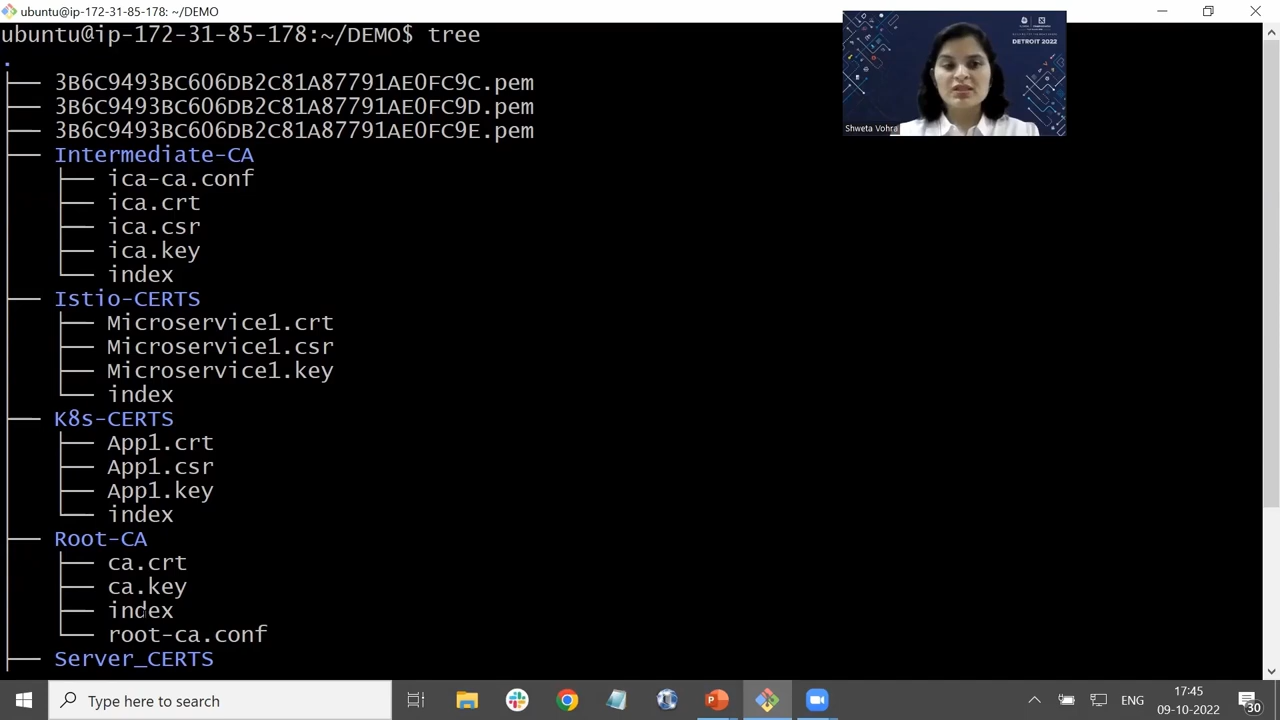 ubuntu@ip-172-31-85-178: ~/DEMO
ubuntu@ip-172-31-85-178:~/DEMO$ tree
.
├── 3B6C9493BC606DB2C81A87791AE0FC9C.pem
├── 3B6C9493BC606DB2C81A87791AE0FC9D.pem
├── 3B6C9493BC606DB2C81A87791AE0FC9E.pem
├── Intermediate-CA
│   ├── ica-ca.conf
│   ├── ica.crt
│   ├── ica.csr
│   ├── ica.key
│   └── index
├── Istio-CERTS
│   ├── Microservice1.crt
│   ├── Microservice1.csr
│   ├── Microservice1.key
│   └── index
├── K8s-CERTS
│   ├── App1.crt
│   ├── App1.csr
│   ├── App1.key
│   └── index
├── Root-CA
│   ├── ca.crt
│   ├── ca.key
│   ├── index
│   └── root-ca.conf
├── Server_CERTS
DETROIT 2022
Shweta Vohra
Type here to search
ENG
17:45
09-10-2022
30